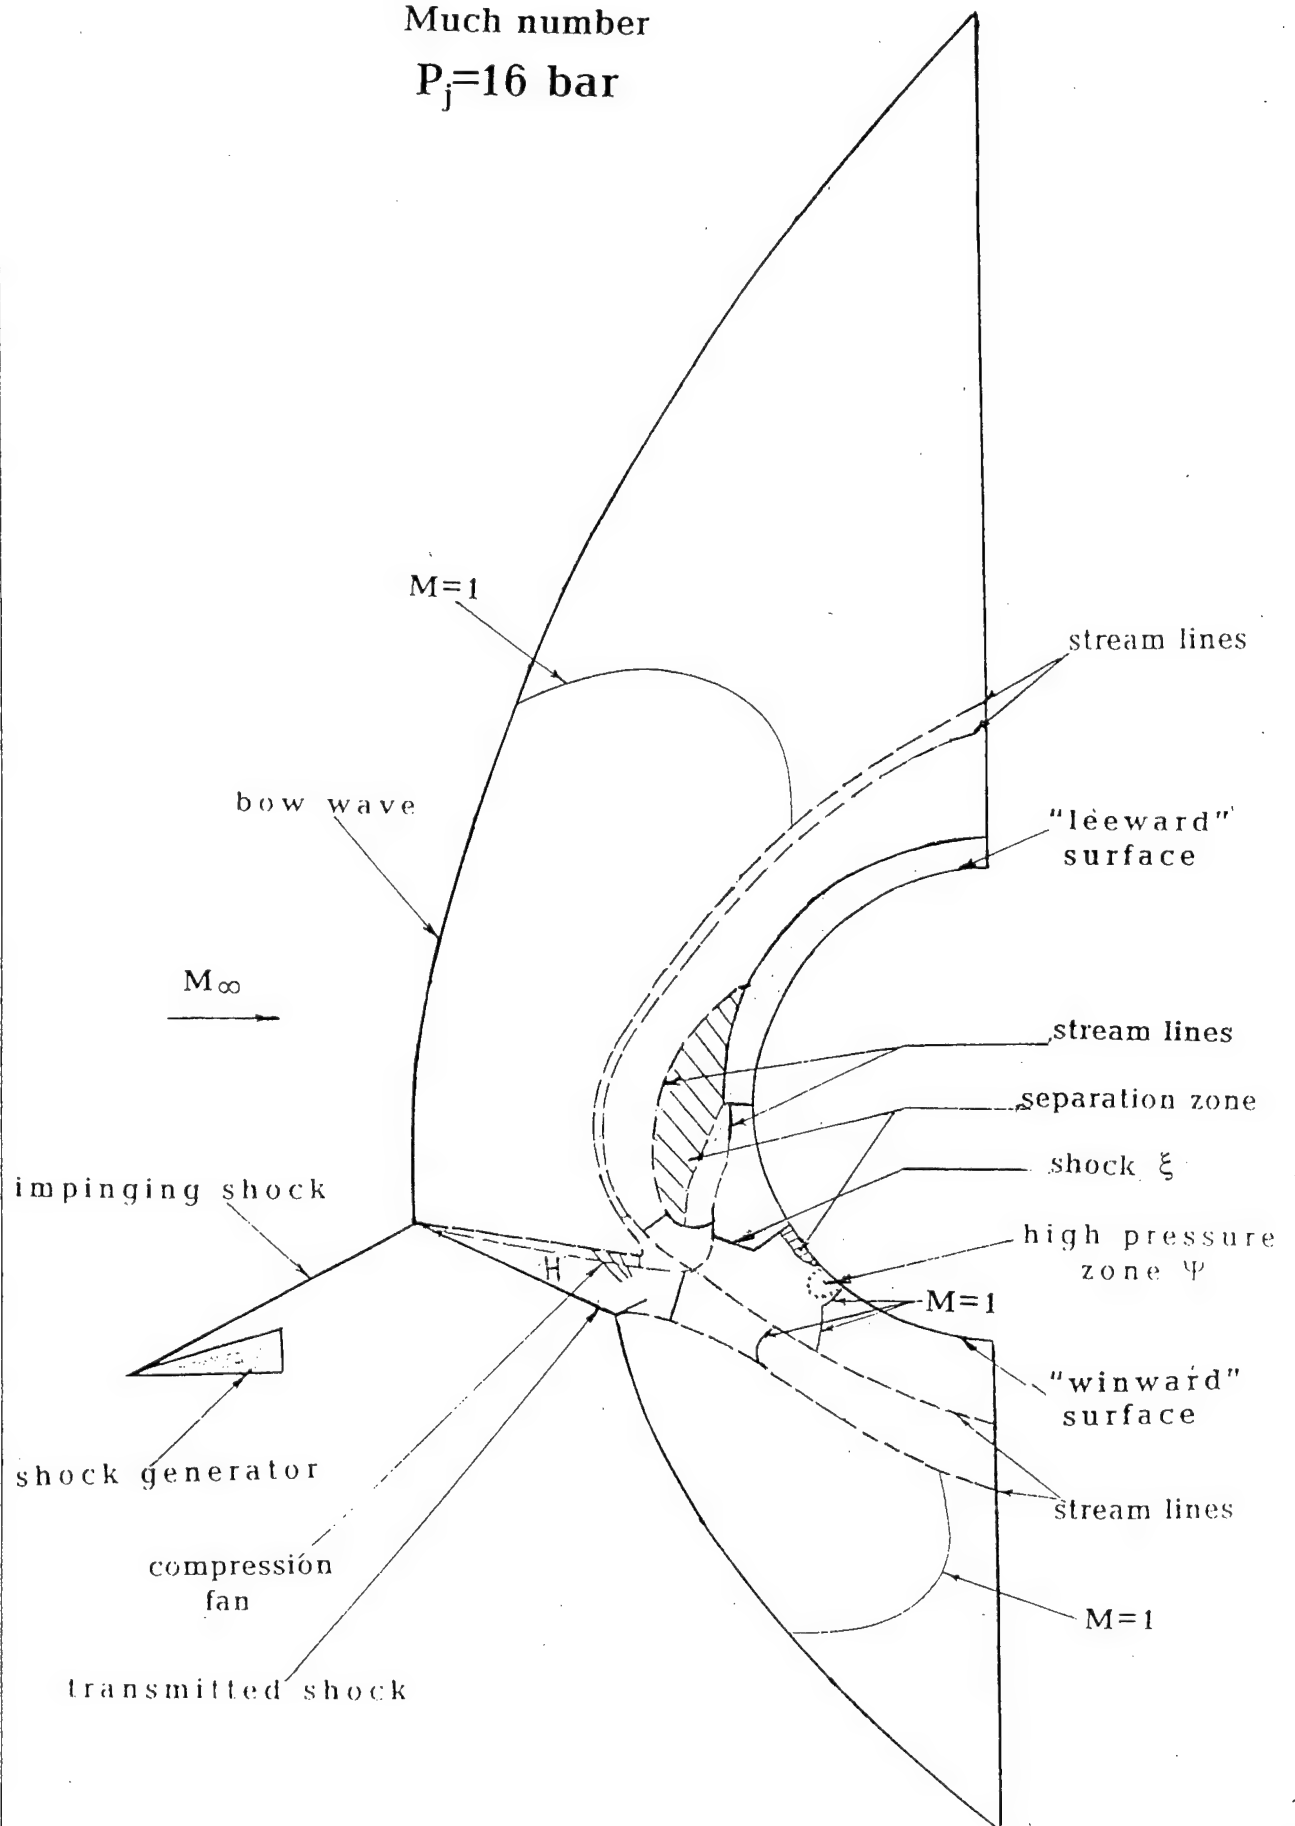 Much number
Pj=16 bar
M=1
stream lines
bow wave
"leeward"
surface
M∞
stream lines
separation zone
shock ξ
impinging shock
high pressure
zone Ψ
H
M=1
"winward"
surface
shock generator
stream lines
compression
fan
M=1
transmitted shock